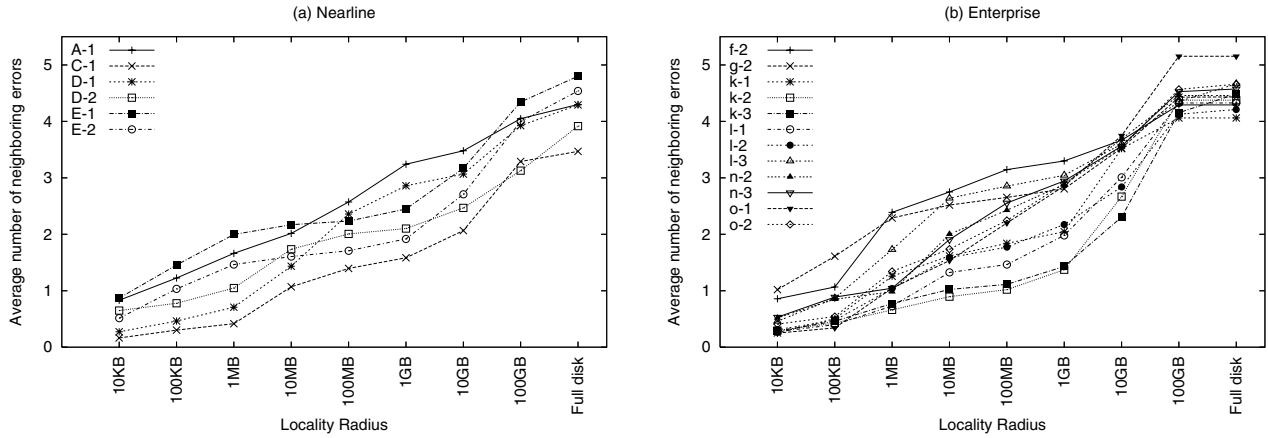 (a) Nearline
Average number of neighboring errors
5
4
3
2
1
0
A-1
C-1
D-1
D-2
E-1
E-2
10KB
100KB
1MB
10MB
100MB
1GB
10GB
100GB
Full disk
Locality Radius
(b) Enterprise
Average number of neighboring errors
5
4
3
2
1
0
f-2
g-2
k-1
k-2
k-3
l-1
l-2
l-3
n-2
n-3
o-1
o-2
10KB
100KB
1MB
10MB
100MB
1GB
10GB
100GB
Full disk
Locality Radius